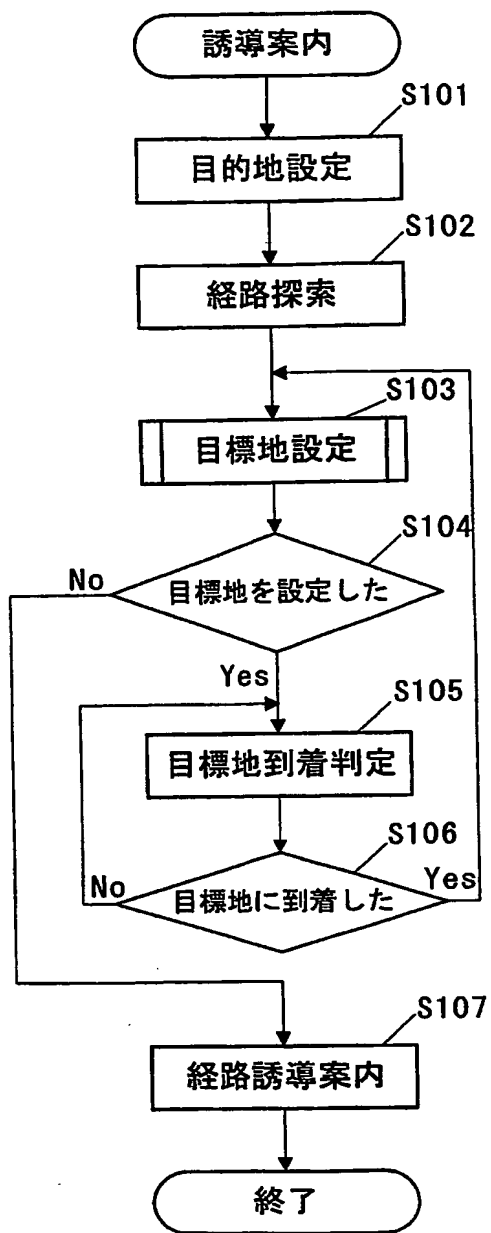 誘導案内
S101
目的地設定
S102
経路探索
S103
目標地設定
S104
No
目標地を設定した
Yes
S105
目標地到着判定
S106
No
Yes
目標地に到着した
S107
経路誘導案内
終了